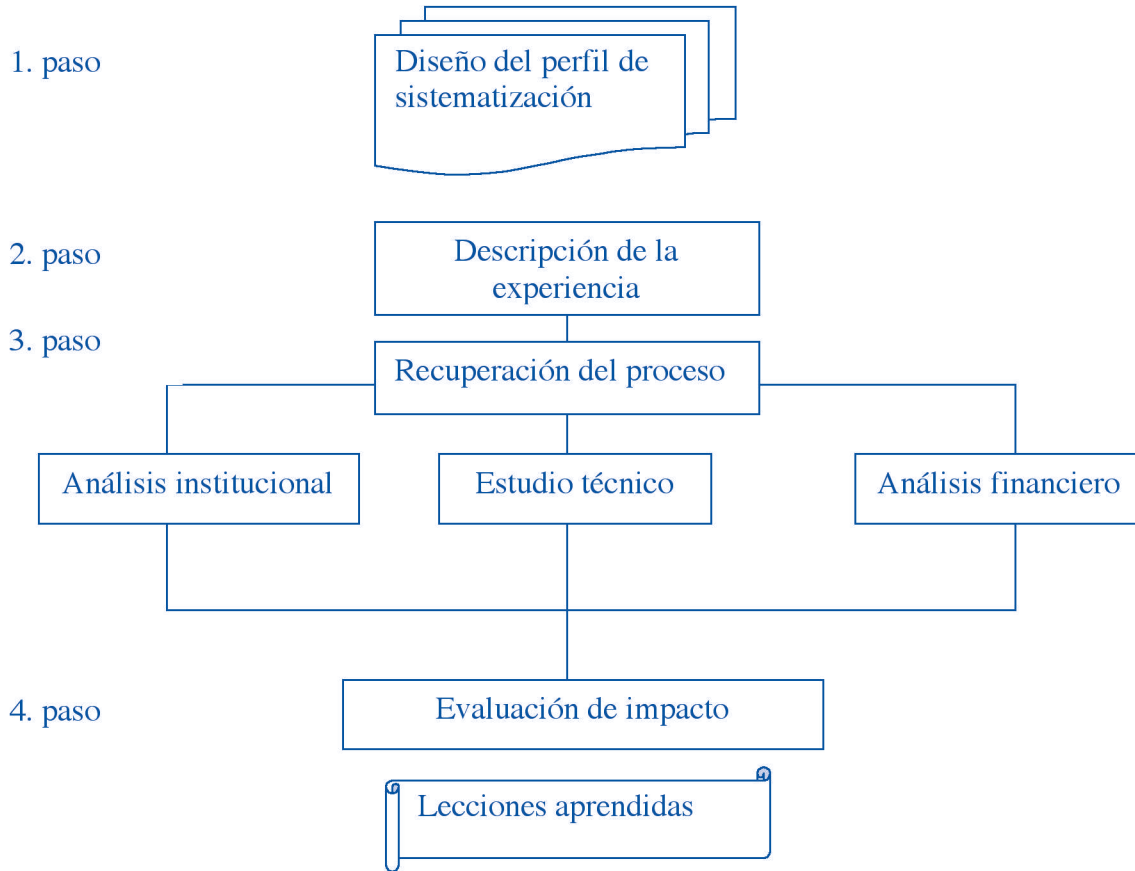 1. paso
Diseño del perfil de
sistematización
2. paso
Descripción de la
experiencia
3. paso
Recuperación del proceso
Análisis institucional
Estudio técnico
Análisis financiero
4. paso
Evaluación de impacto
Lecciones aprendidas